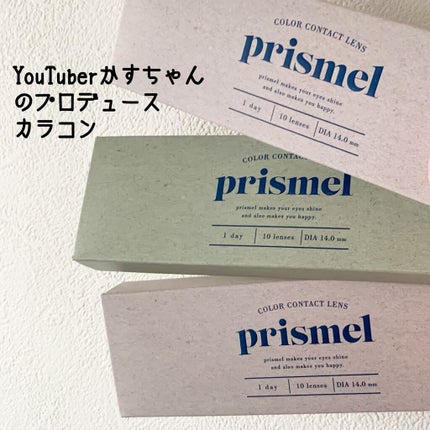 YouTuberかすちゃん
のプロデュース
カラコン
COLOR CONTACT LENS
prismel
prismel makes your eyes shine
and also makes you happy.
1 day 10 lenses DIA 14.0 mm
COLOR CONTACT
prismel
prismel makes your eyes shine
and also makes you happy.
1 day 10 lenses DIA 14.0 mm
COLOR CONTACT LENS
prismel
prismel makes your eyes shine
and also makes you happy.
1 day 10 lenses DIA 14.0 mm